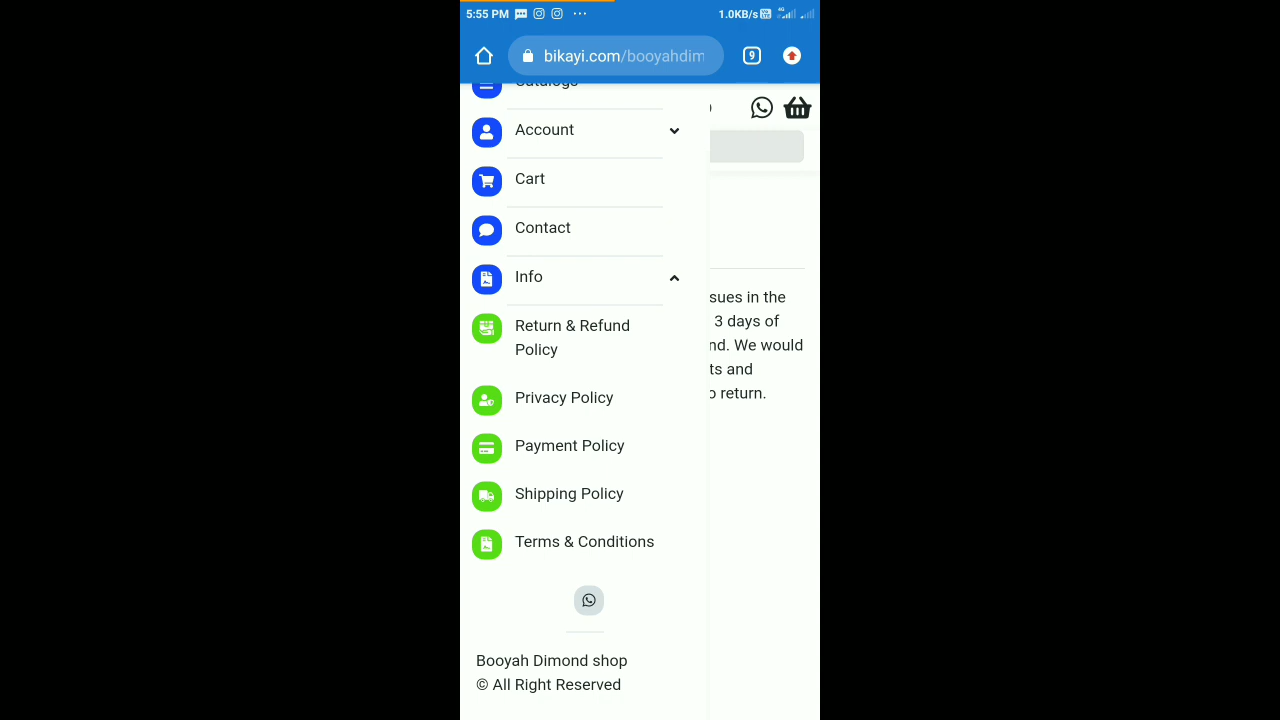 5:55 PM
1.0KB/s
4G
bikayi.com/booyahdim
9
Catalogs
Account
Cart
Contact
Info
sues in the
Return & Refund
3 days of
Policy
nd. We would
ts and
o return.
Privacy Policy
Payment Policy
Shipping Policy
Terms & Conditions
Booyah Dimond shop
© All Right Reserved